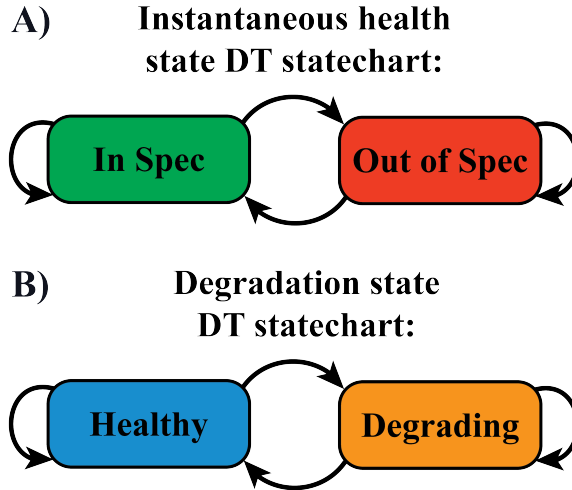 A) Instantaneous health
state DT statechart:
In Spec
Out of Spec
B) Degradation state
DT statechart:
Healthy
Degrading